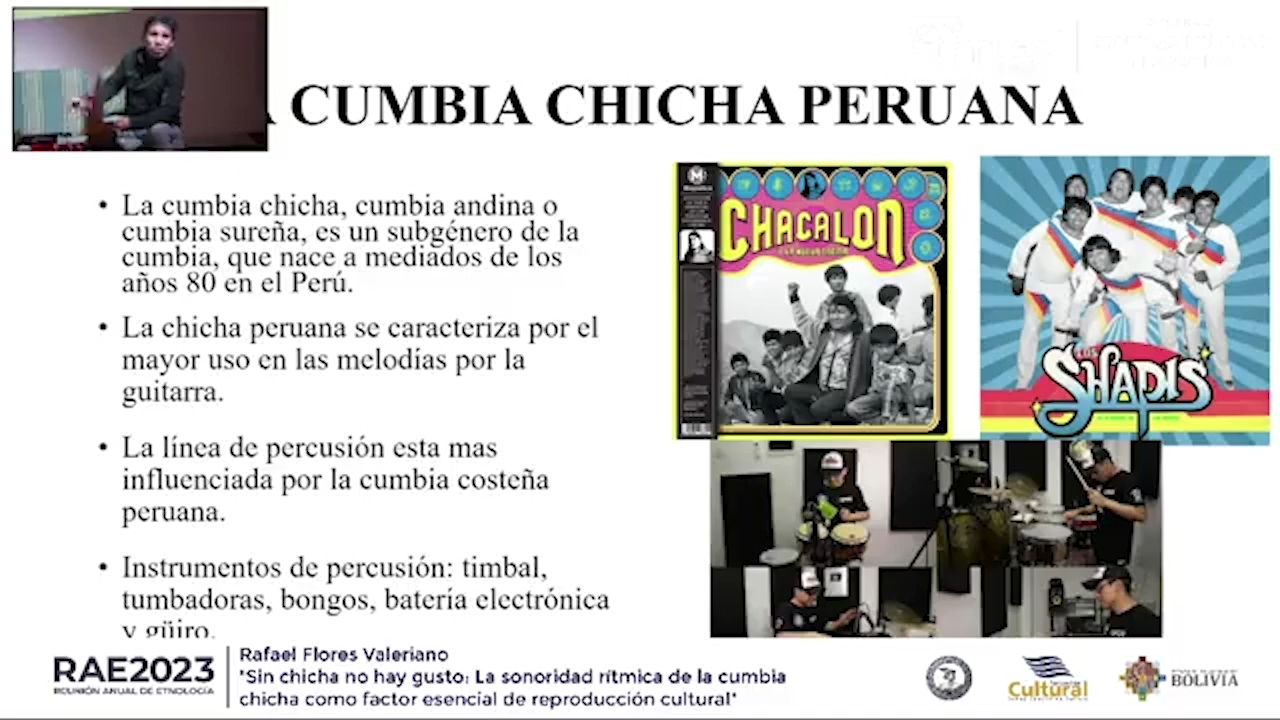 A CUMBIA CHICHA PERUANA
• La cumbia chicha, cumbia andina o
cumbia sureña, es un subgénero de la
cumbia, que nace a mediados de los
años 80 en el Perú.
• La chicha peruana se caracteriza por el
mayor uso en las melodías por la
guitarra.
• La línea de percusión esta mas
influenciada por la cumbia costeña
peruana.
• Instrumentos de percusión: timbal,
tumbadoras, bongos, batería electrónica
y güiro.
CHACALON
LOS
SHAPIS
RAE2023
REUNIÓN ANUAL DE ETNOLOGÍA
Rafael Flores Valeriano
"Sin chicha no hay gusto: La sonoridad rítmica de la cumbia
chicha como factor esencial de reproducción cultural"
Cultural
BOLIVIA